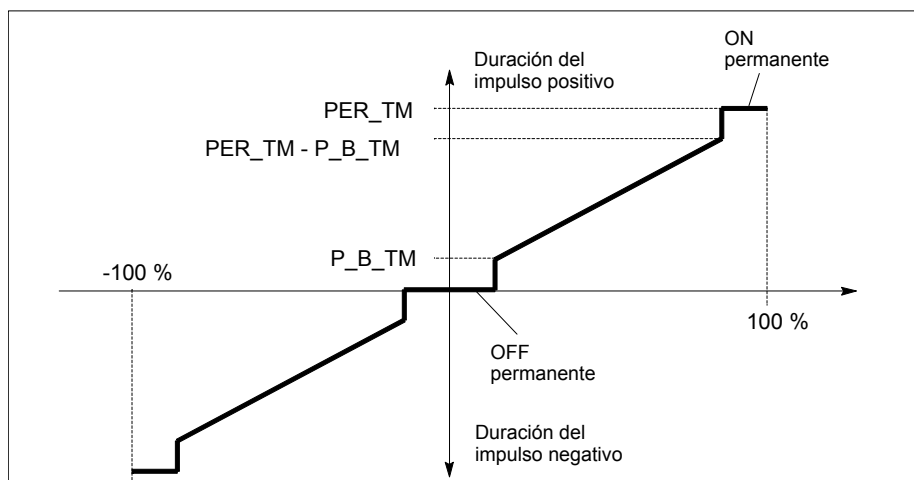 Duración del
impulso positivo
ON
permanente
PER_TM
PER_TM - P_B_TM
P_B_TM
-100 %
100 %
OFF
permanente
Duración del
impulso negativo